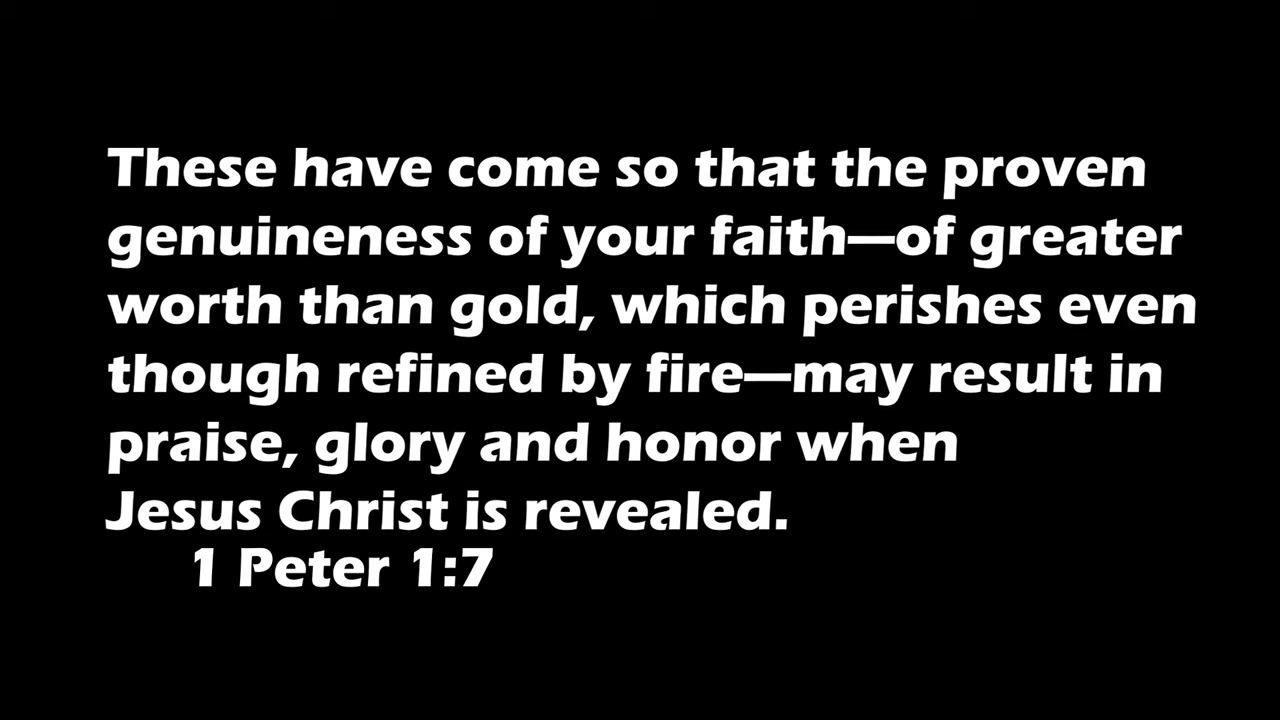 These have come so that the proven
genuineness of your faith—of greater
worth than gold, which perishes even
though refined by fire—may result in
praise, glory and honor when
Jesus Christ is revealed.
1 Peter 1:7